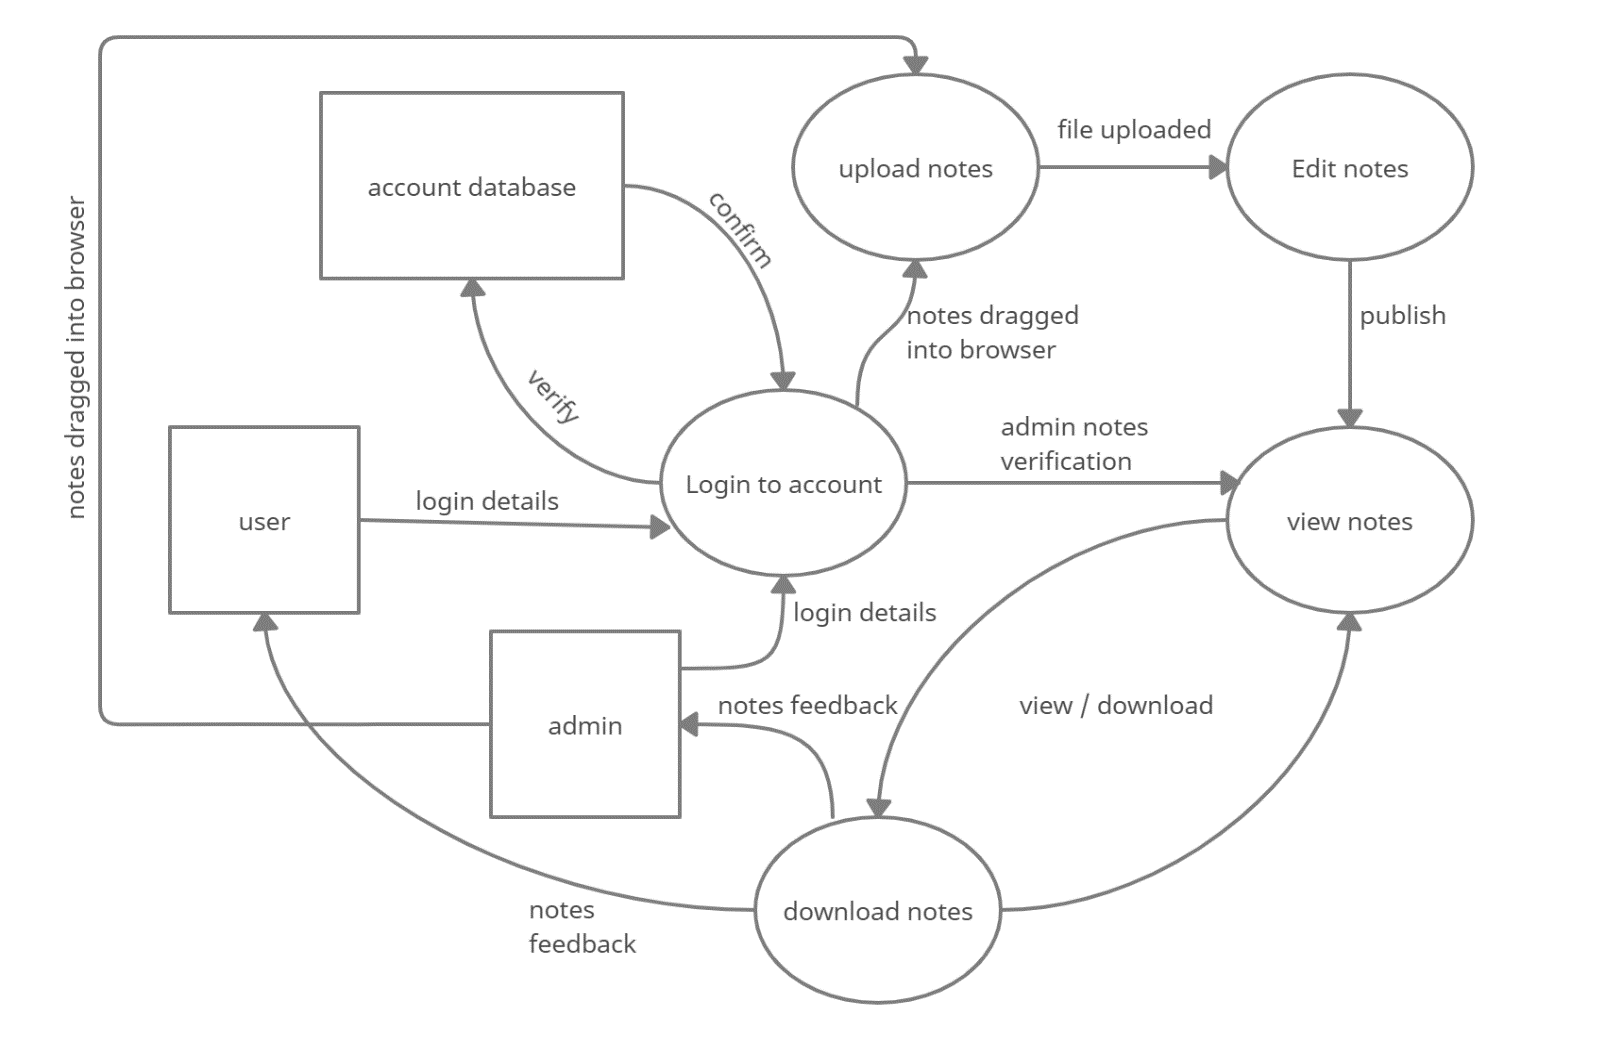 account database
upload notes
file uploaded
Edit notes
confirm
notes dragged into browser
notes dragged
into browser
publish
verify
admin notes
verification
Login to account
login details
user
view notes
login details
notes feedback
view / download
admin
notes
feedback
download notes